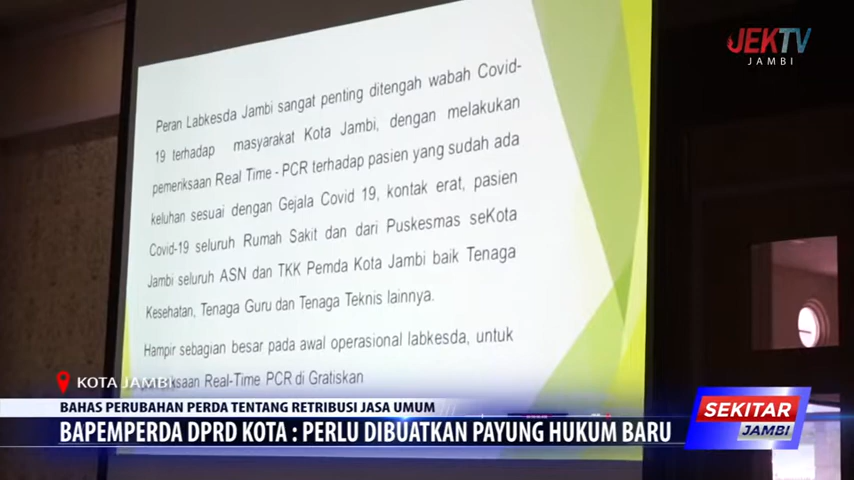 JEKTV
JAMBI
Peran Labkesda Jambi sangat penting ditengah wabah Covid-
19 terhadap masyarakat Kota Jambi, dengan melakukan
pemeriksaan Real Time - PCR terhadap pasien yang sudah ada
keluhan sesuai dengan Gejala Covid 19, kontak erat, pasien
Covid-19 seluruh Rumah Sakit dan dari Puskesmas seKota
Jambi seluruh ASN dan TKK Pemda Kota Jambi baik Tenaga
Kesehatan, Tenaga Guru dan Tenaga Teknis lainnya.
Hampir sebagian besar pada awal operasional labkesda, untuk
Real-Time PCR di Gratiskan
KOTA JAMBI
BAHAS PERUBAHAN PERDA TENTANG RETRIBUSI JASA UMUM
BAPEMPERDA DPRD KOTA : PERLU DIBUATKAN PAYUNG HUKUM BARU
SEKITAR
JAMBI